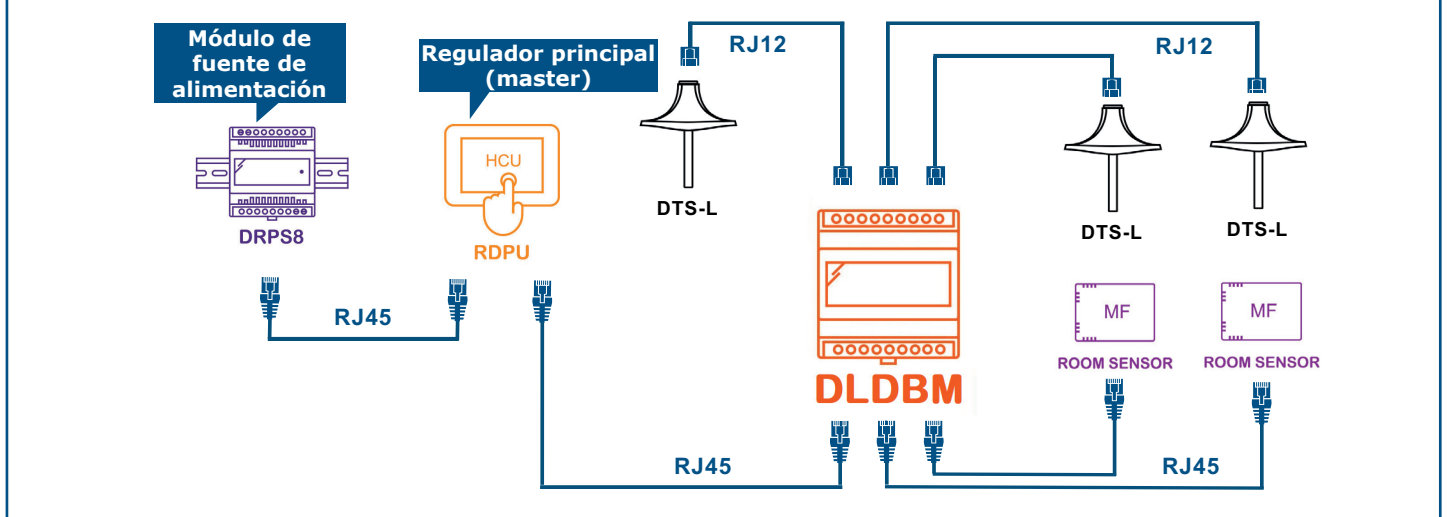 Módulo de
fuente de
alimentación
Regulador principal
(master)
RJ12
RJ12
HCU
DRPS8
RDPU
DTS-L
DTS-L
DTS-L
MF
MF
ROOM SENSOR
ROOM SENSOR
DLDBM
RJ45
RJ45
RJ45